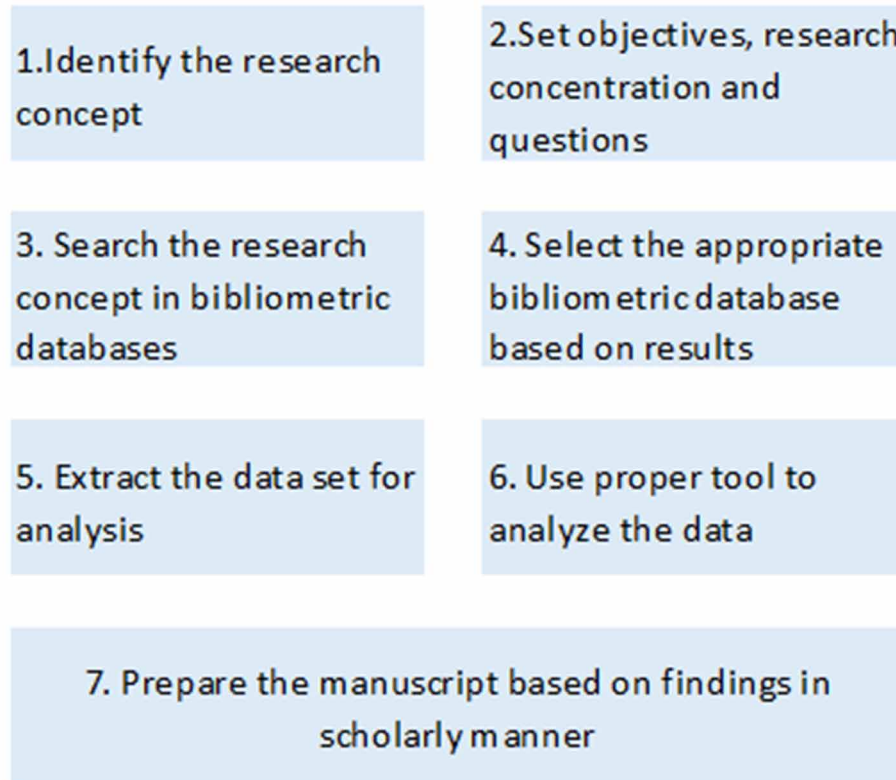 1.Identify the research
concept
2.Set objectives, research
concentration and
questions
3. Search the research
concept in bibliometric
databases
4. Select the appropriate
bibliometric database
based on results
5. Extract the data set for
analysis
6. Use proper tool to
analyze the data
7. Prepare the manuscript based on findings in
scholarly manner